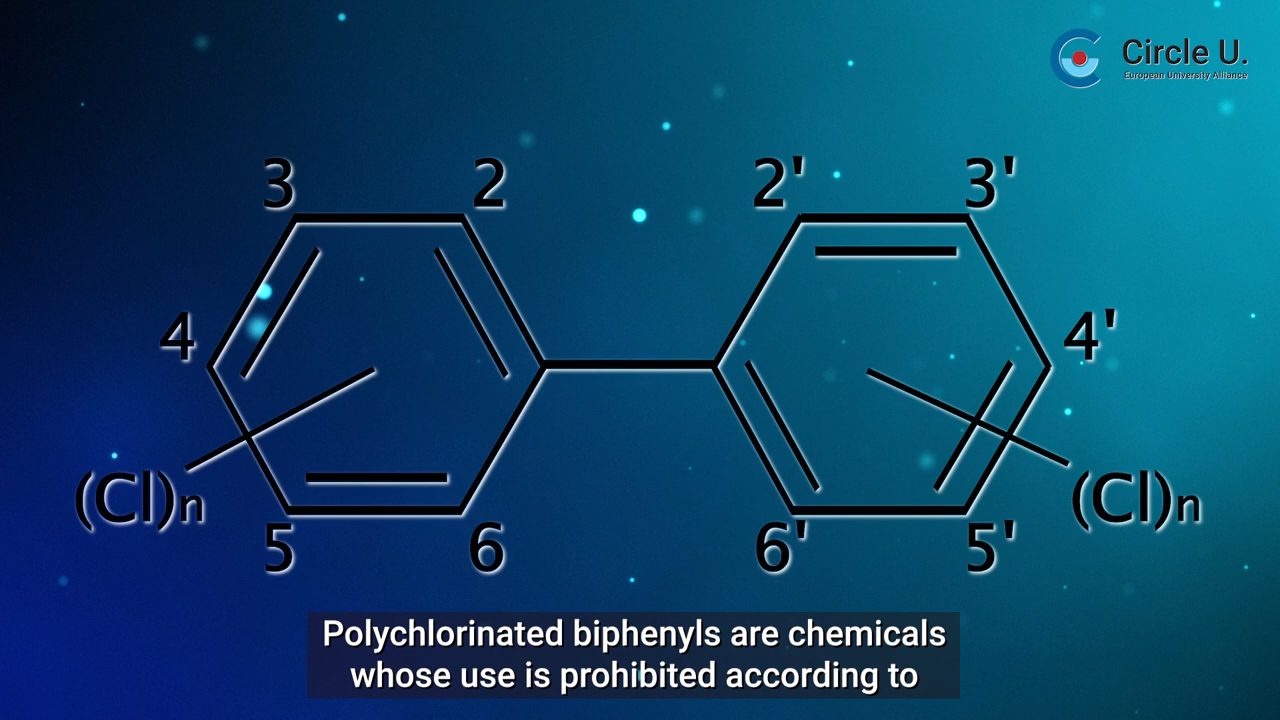 Circle U.
European University Alliance
3 2 2' 3'
4 4'
(Cl)n (Cl)n
5 6 6' 5'
Polychlorinated biphenyls are chemicals
whose use is prohibited according to